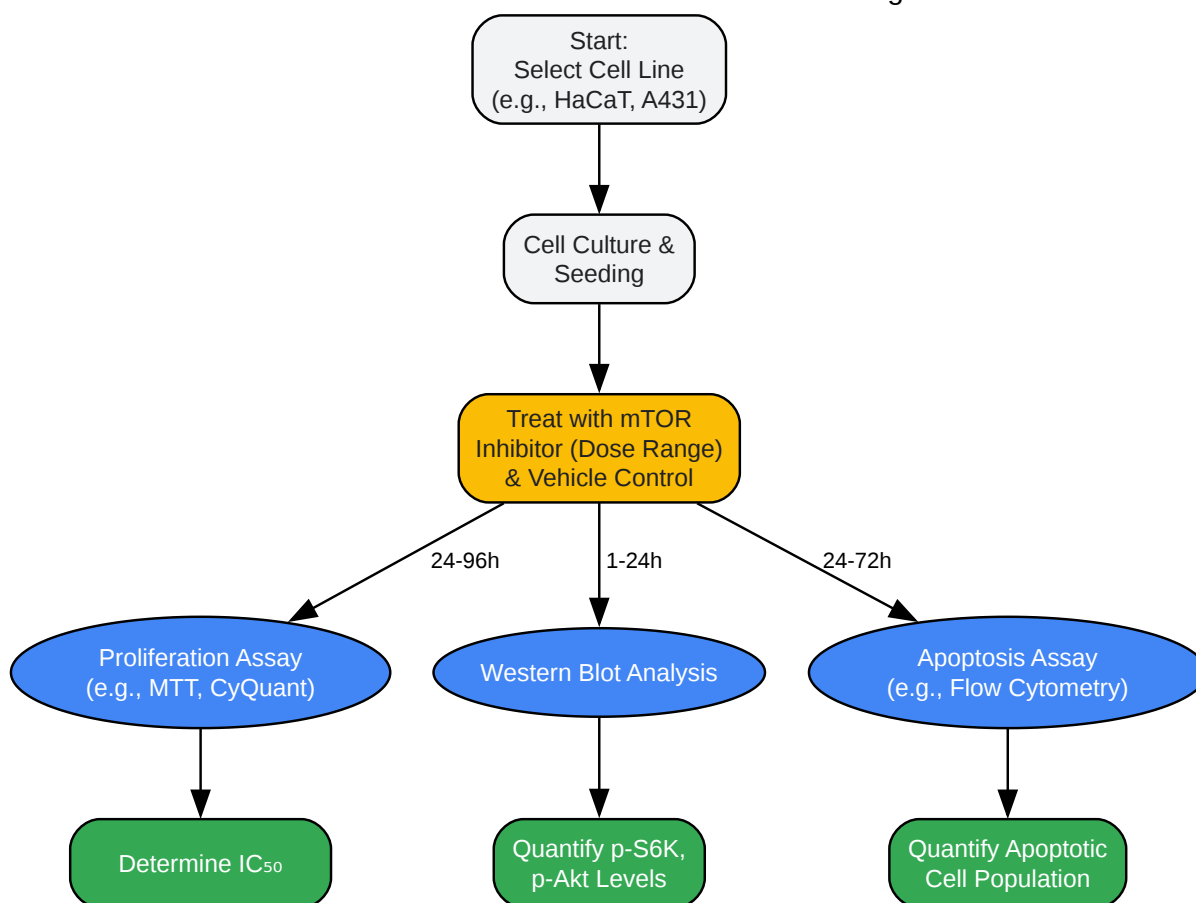 Start:
Select Cell Line
(e.g., HaCaT, A431)
Cell Culture &
Seeding
Treat with mTOR
Inhibitor (Dose Range)
& Vehicle Control
24-96h
1-24h
24-72h
Proliferation Assay
(e.g., MTT, CyQuant)
Western Blot Analysis
Apoptosis Assay
(e.g., Flow Cytometry)
Determine IC₅₀
Quantify p-S6K,
p-Akt Levels
Quantify Apoptotic
Cell Population